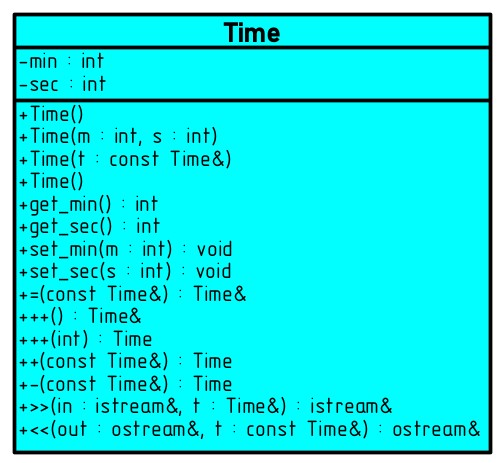 Time
-min : int
-sec : int
+Time()
+Time(m : int, s : int)
+Time(t : const Time&)
+Time()
+get_min() : int
+get_sec() : int
+set_min(m : int) : void
+set_sec(s : int) : void
+=(const Time&) : Time&
+++() : Time&
+++(int) : Time
++(const Time&) : Time
+-(const Time&) : Time
+>>(in : istream&, t : Time&) : istream&
+<<(out : ostream&, t : const Time&) : ostream&